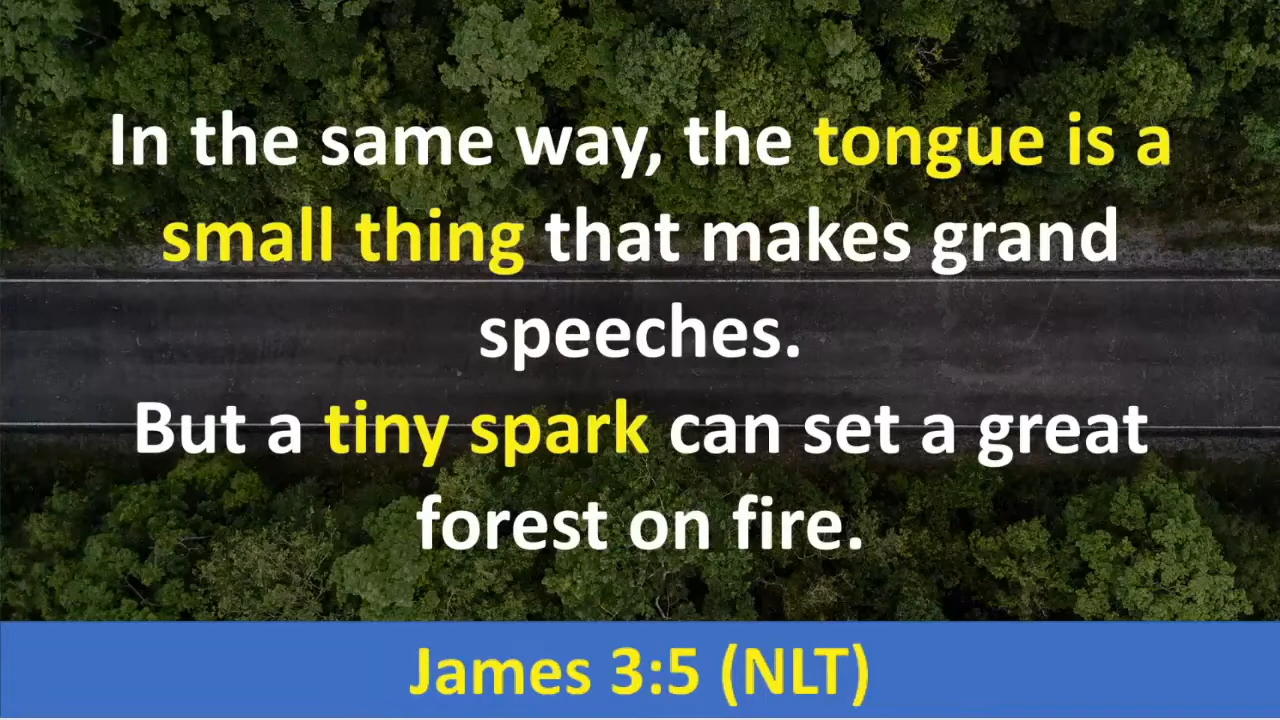 In the same way, the tongue is a
small thing that makes grand
speeches.
But a tiny spark can set a great
forest on fire.
James 3:5 (NLT)